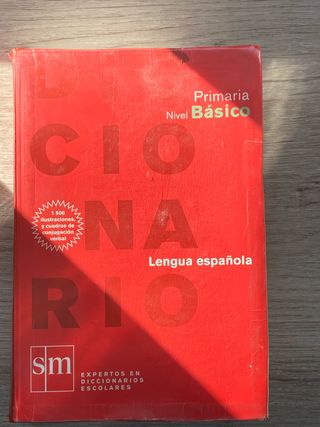 Primaria
Nivel Básico
CIO
NA
RIO
1 500
ilustraciones,
y cuadros de
conjugación
verbal
Lengua española
sm
EXPERTOS EN
DICCIONARIOS
ESCOLARES